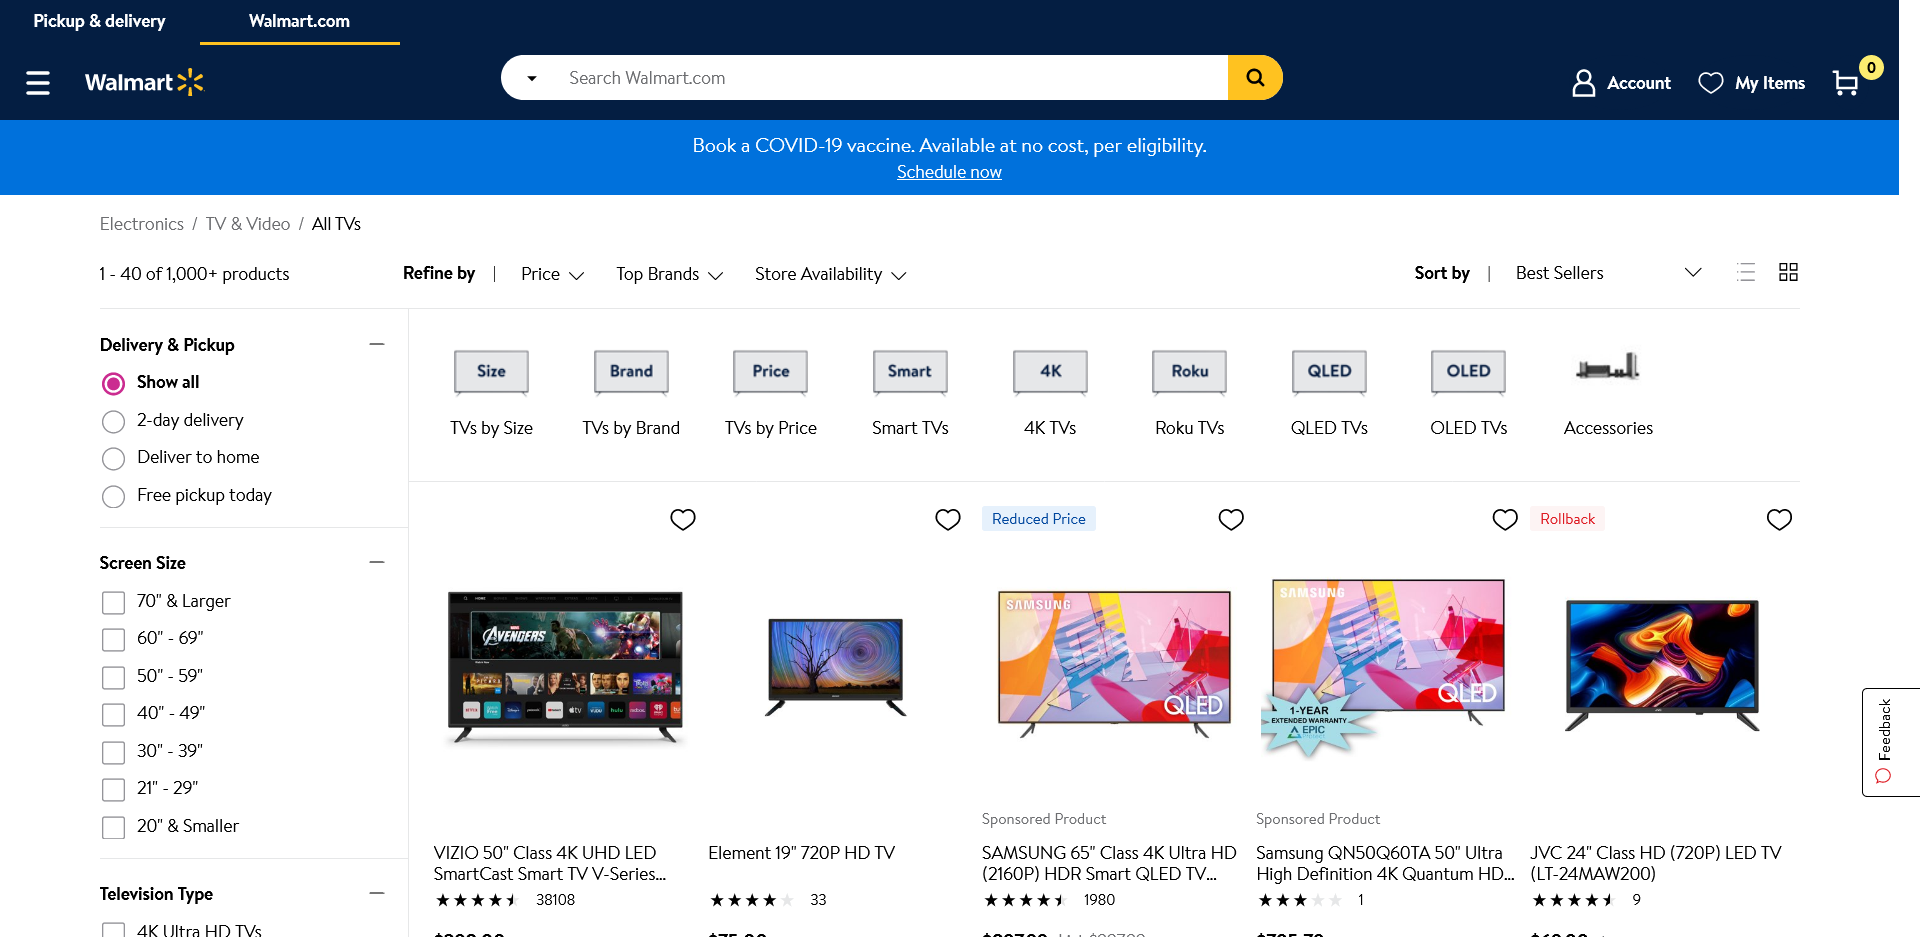 Pickup & delivery
Walmart.com
Walmart
Search Walmart.com
Account
My Items
0
Book a COVID-19 vaccine. Available at no cost, per eligibility.
Schedule now
Electronics / TV & Video / All TVs
1 - 40 of 1,000+ products
Refine by | Price Top Brands Store Availability
Sort by | Best Sellers
Delivery & Pickup
Show all
2-day delivery
Deliver to home
Free pickup today
Screen Size
70" & Larger
60" - 69"
50" - 59"
40" - 49"
30" - 39"
21" - 29"
20" & Smaller
Television Type
4K Ultra HD TVs
Size
Brand
Price
Smart
4K
Roku
QLED
OLED
TVs by Size
TVs by Brand
TVs by Price
Smart TVs
4K TVs
Roku TVs
QLED TVs
OLED TVs
Accessories
AVENGERS
VIZIO 50" Class 4K UHD LED
SmartCast Smart TV V-Series...
38108
Element 19" 720P HD TV
33
Reduced Price
SAMSUNG
QLED
Sponsored Product
SAMSUNG 65" Class 4K Ultra HD
(2160P) HDR Smart QLED TV...
1980
SAMSUNG
QLED
1-YEAR
EXTENDED WARRANTY
EPIC
Sponsored Product
Samsung QN50Q60TA 50" Ultra
High Definition 4K Quantum HD...
1
Rollback
JVC 24" Class HD (720P) LED TV
(LT-24MAW200)
9
Feedback